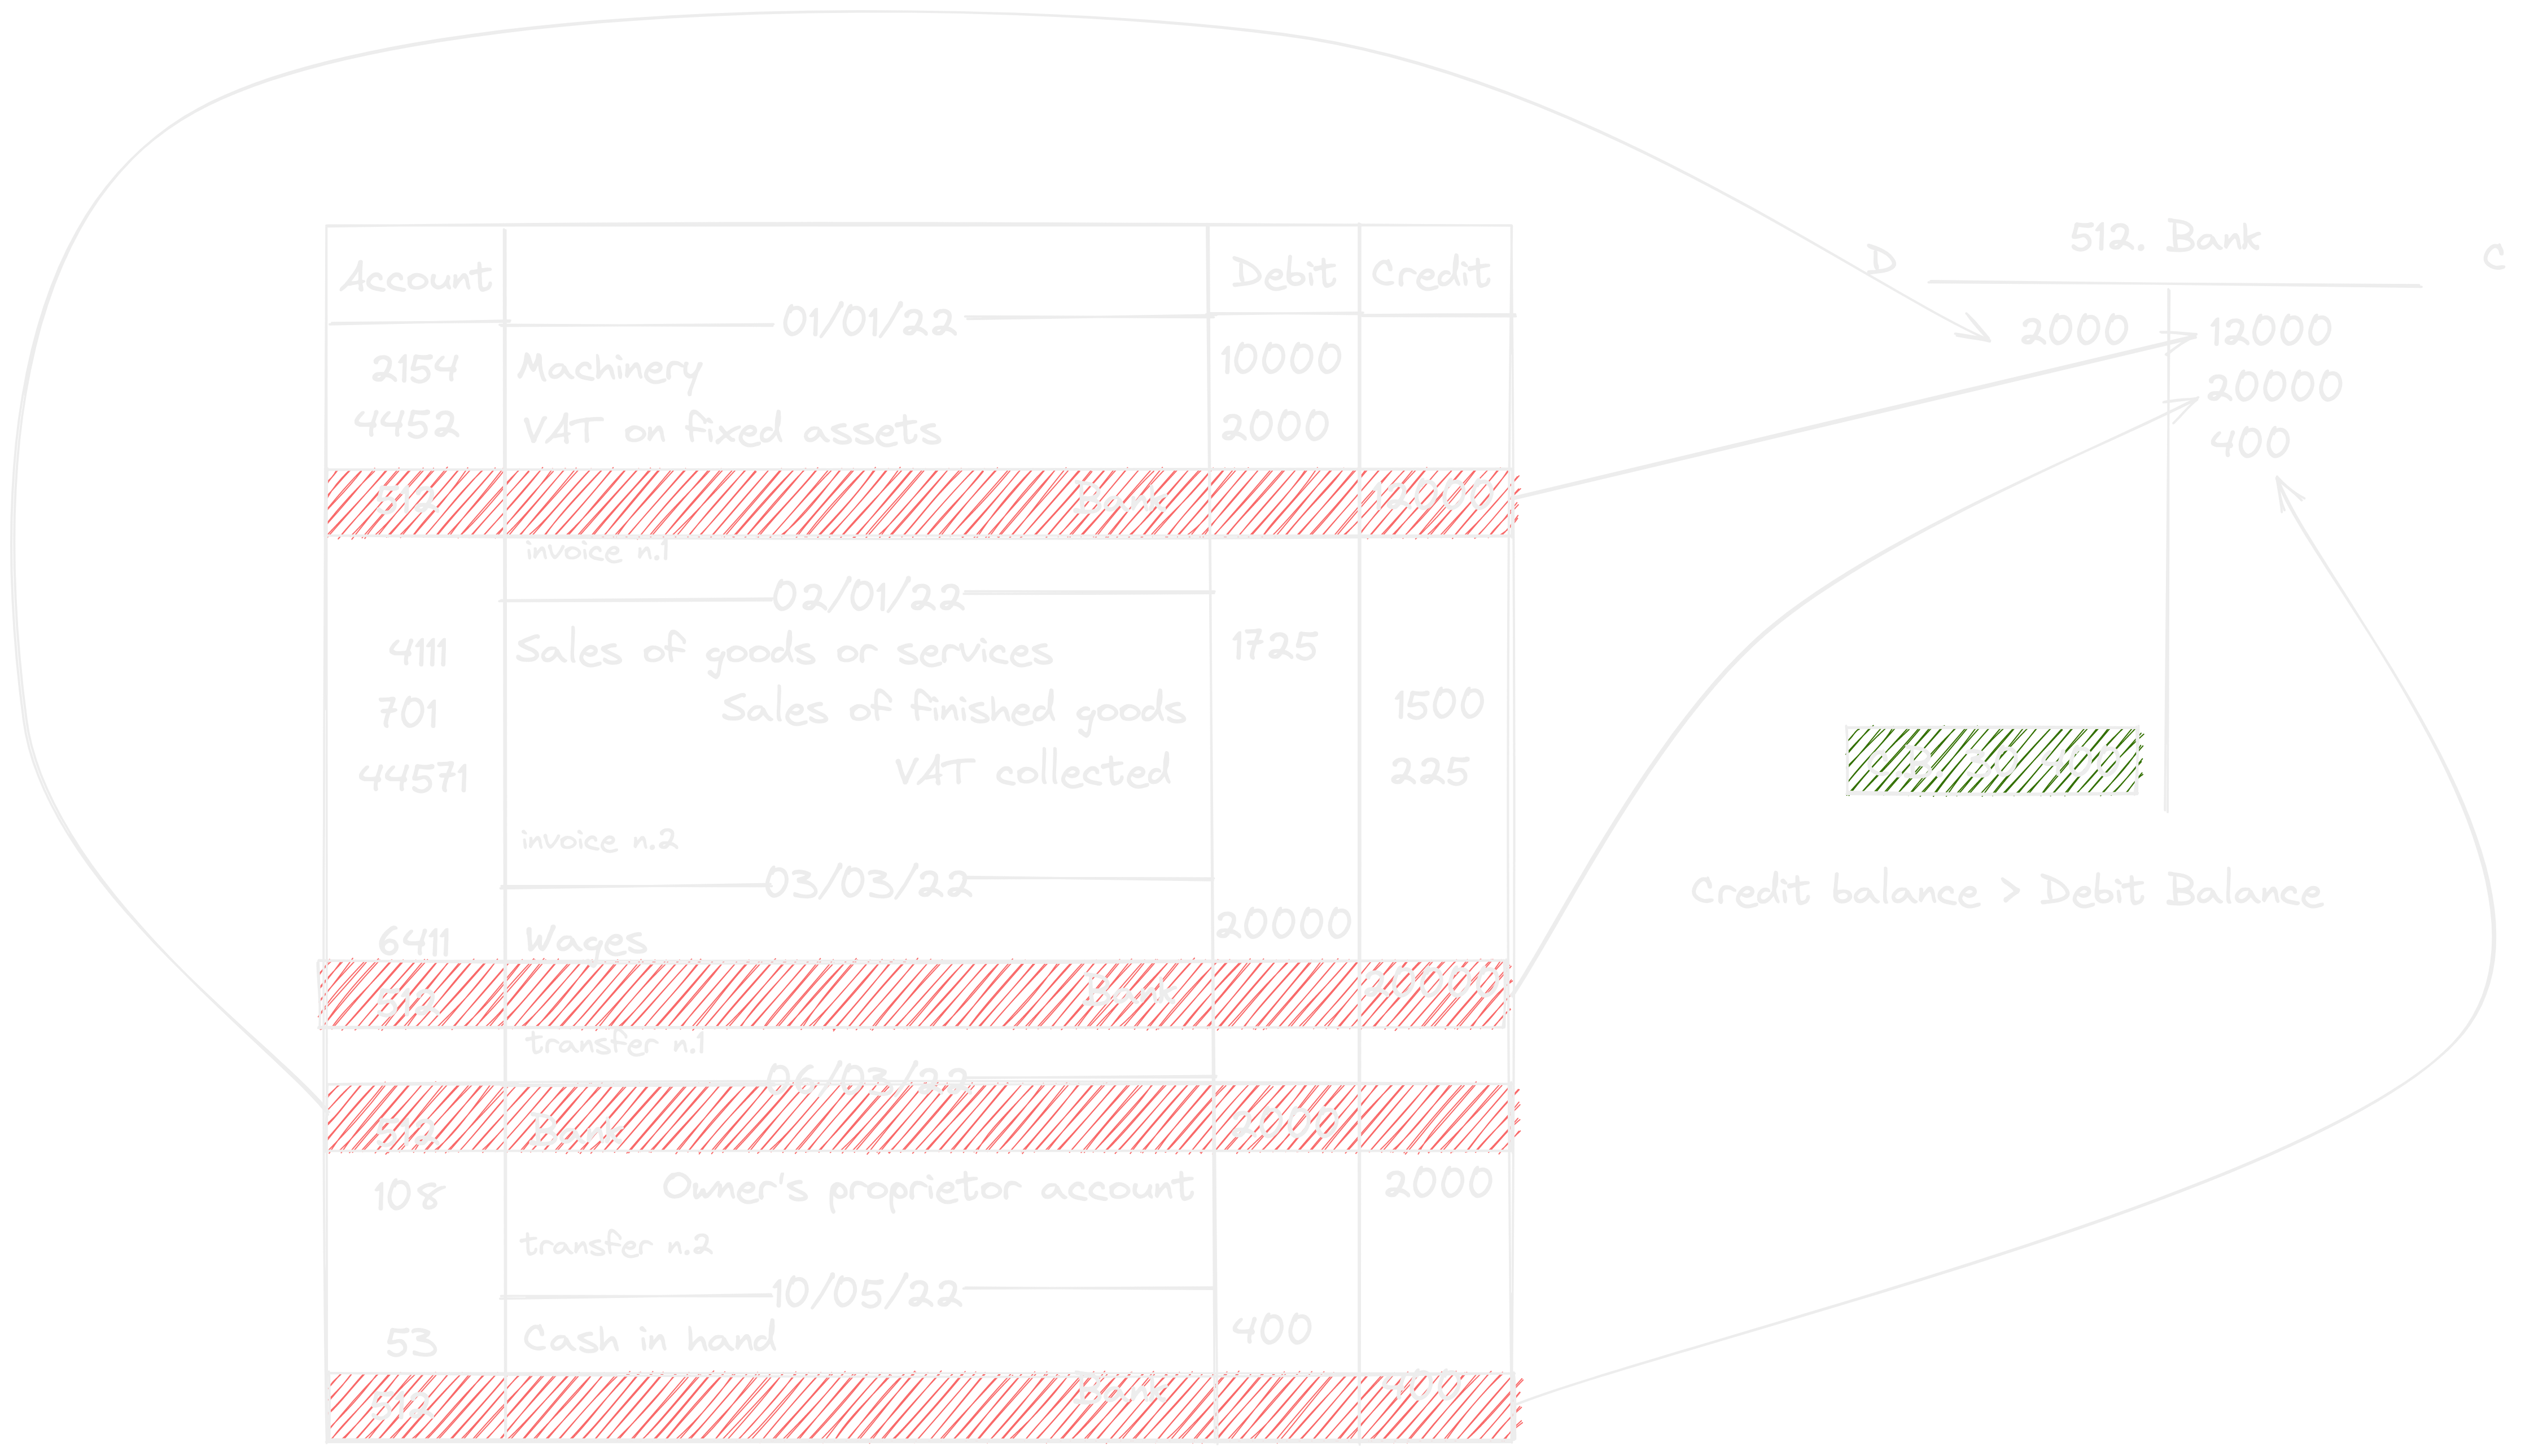 Account Debit Credit
01/01/22
2154 Machinery 10000
4452 VAT on fixed assets 2000
512 Bank 12000
invoice n.1
02/01/22
4111 Sales of goods or services 1725
701 Sales of finished goods 1500
44571 VAT collected 225
invoice n.2
03/03/22
6411 Wages 20000
512 Bank 20000
transfer n.1
06/03/22
512 Bank 2000
108 Owner's proprietor account 2000
transfer n.2
10/05/22
53 Cash in hand 400
512 Bank 400
D 512. Bank C
2000 12000
20000
400
C.B. 30 400
Credit balance > Debit Balance